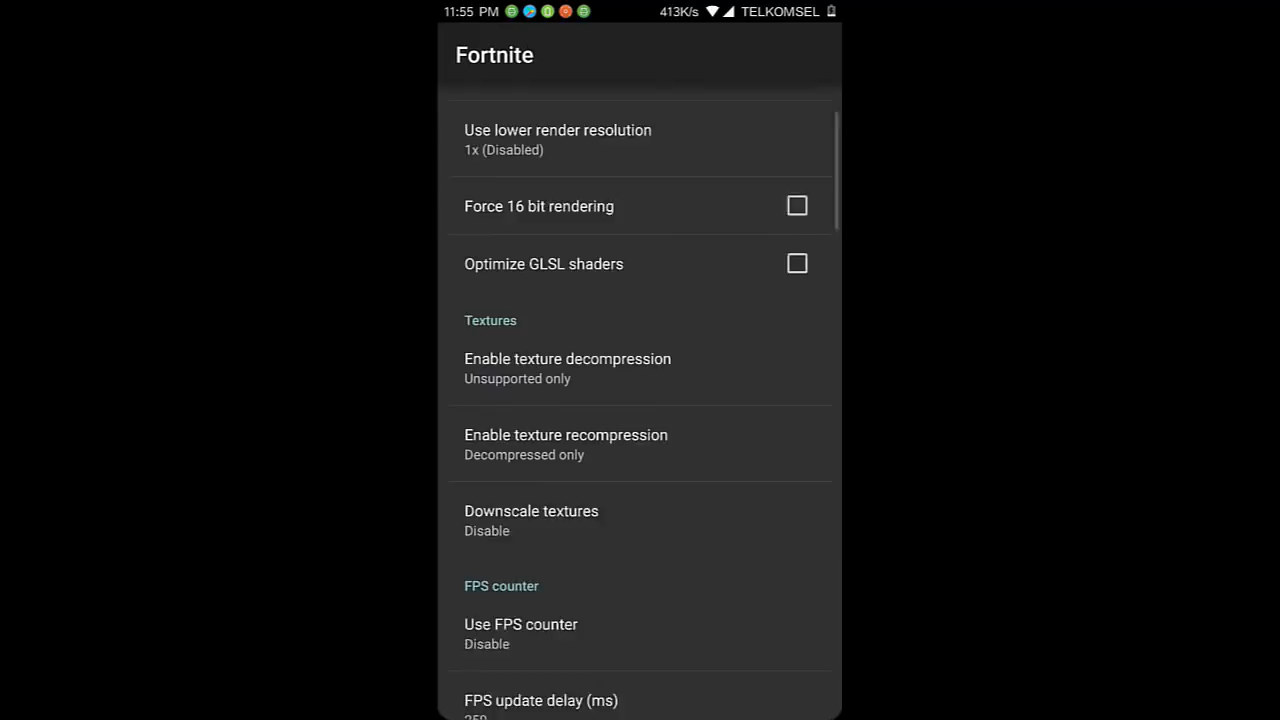 11:55 PM 413K/s TELKOMSEL
Fortnite
Use lower render resolution
1x (Disabled)
Force 16 bit rendering
Optimize GLSL shaders
Textures
Enable texture decompression
Unsupported only
Enable texture recompression
Decompressed only
Downscale textures
Disable
FPS counter
Use FPS counter
Disable
FPS update delay (ms)